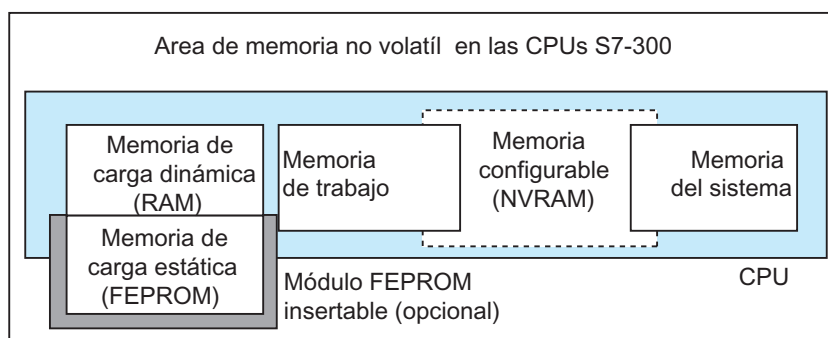 Area de memoria no volatíl en las CPUs S7-300
Memoria de
carga dinámica
(RAM)
Memoria de
carga estática
(FEPROM)
Memoria
de trabajo
Memoria
configurable
(NVRAM)
Memoria
del sistema
Módulo FEPROM
insertable (opcional)
CPU